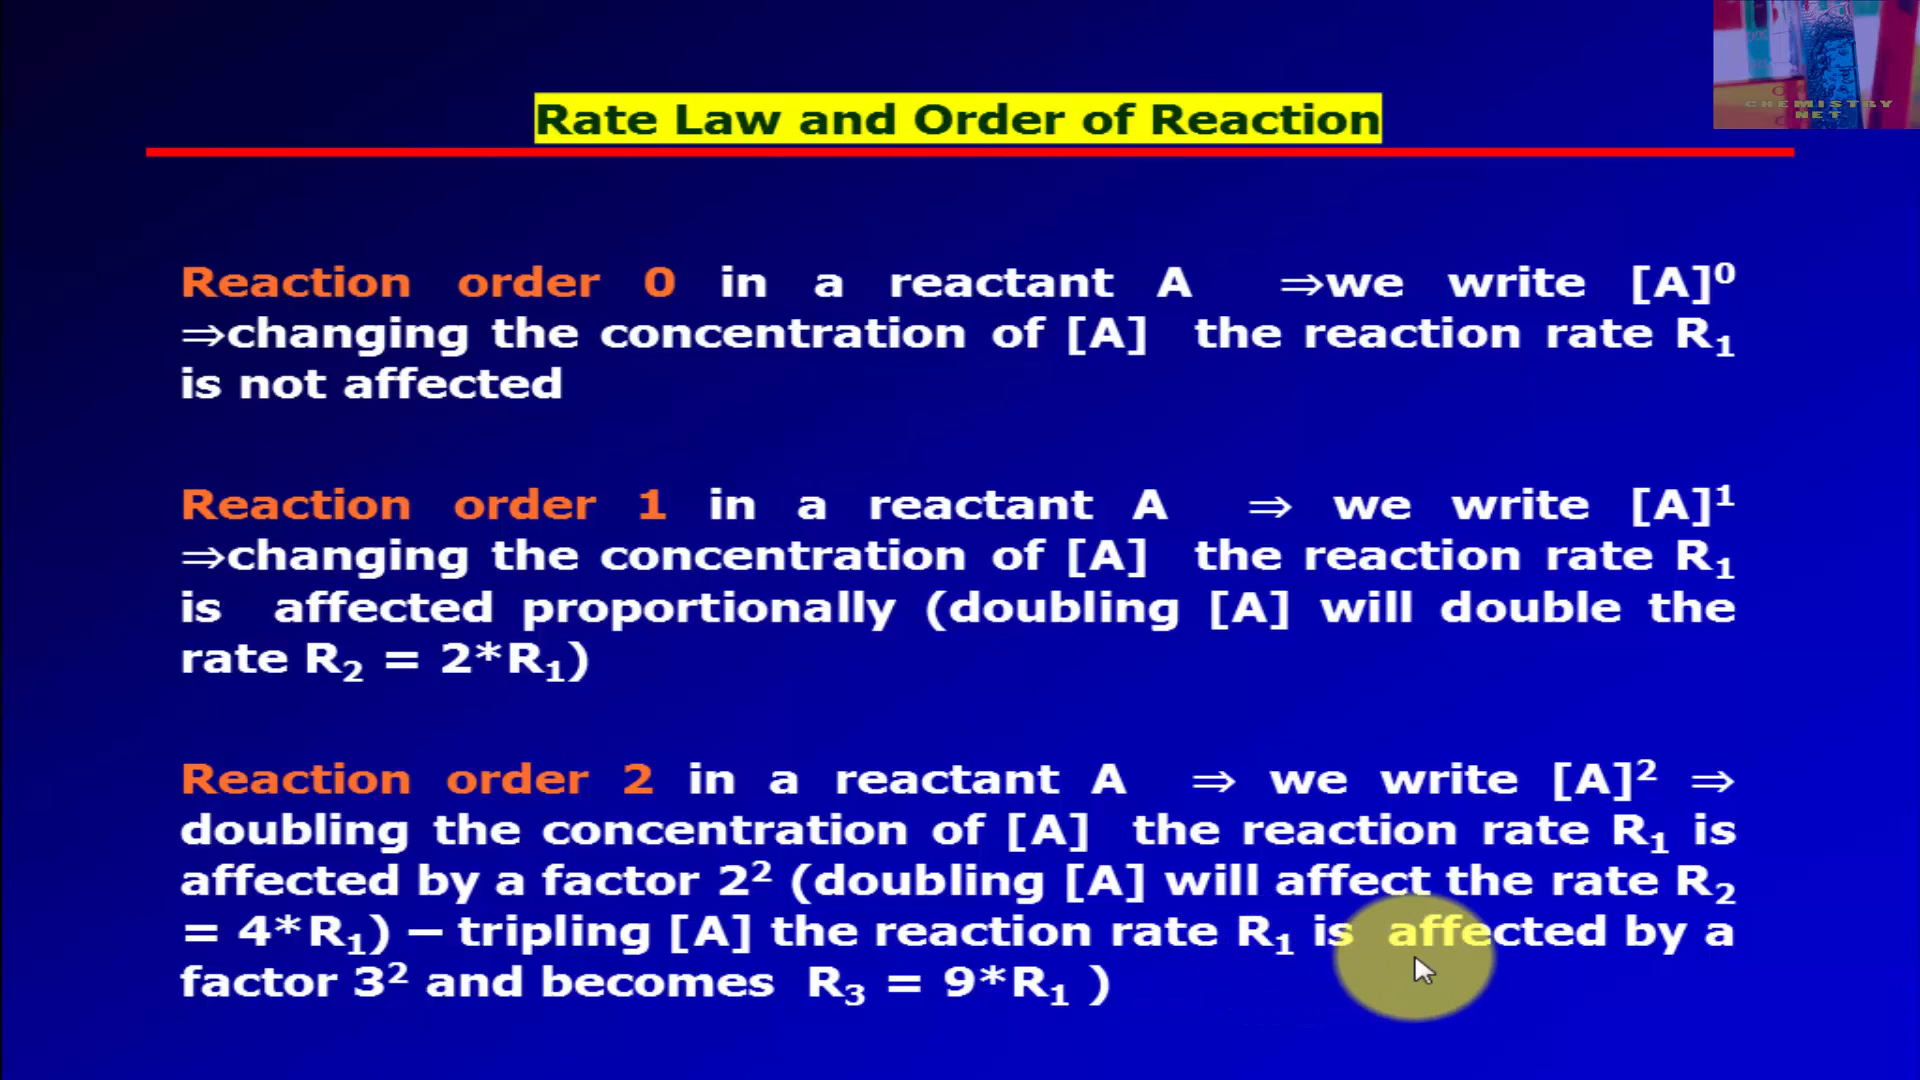 CHEMISTRY
NET
Rate Law and Order of Reaction
Reaction order 0 in a reactant A ⇒we write [A]⁰
⇒changing the concentration of [A] the reaction rate R₁
is not affected
Reaction order 1 in a reactant A ⇒ we write [A]¹
⇒changing the concentration of [A] the reaction rate R₁
is affected proportionally (doubling [A] will double the
rate R₂ = 2*R₁)
Reaction order 2 in a reactant A ⇒ we write [A]² ⇒
doubling the concentration of [A] the reaction rate R₁ is
affected by a factor 2² (doubling [A] will affect the rate R₂
= 4*R₁) – tripling [A] the reaction rate R₁ is affected by a
factor 3² and becomes R₃ = 9*R₁ )